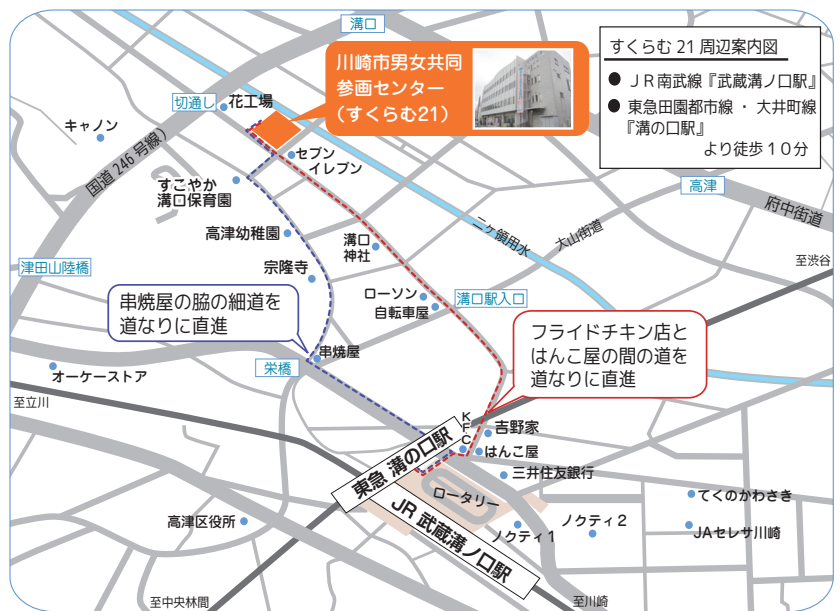 溝口
川崎市男女共同
参画センター
(すくらむ21)
すくらむ 21 周辺案内図
● ＪＲ南武線『武蔵溝ノ口駅』
● 東急田園都市線 ・ 大井町線
『溝の口駅』
より徒歩１０分
切通し
花工場
キャノン
国道 246 号線）
セブン
イレブン
すこやか
溝口保育園
高津
府中街道
二ヶ領用水
大山街道
高津幼稚園
溝口
神社
至渋谷
津田山陸橋
宗隆寺
ローソン
自転車屋
溝口駅入口
串焼屋の脇の細道を
道なりに直進
フライドチキン店と
はんこ屋の間の道を
道なりに直進
串焼屋
栄橋
オーケーストア
至立川
KFC
吉野家
はんこ屋
東急 溝の口駅
三井住友銀行
ロータリー
てくのかわさき
JR 武蔵溝ノ口駅
高津区役所
ノクティ１
ノクティ２
JAセレサ川崎
至中央林間
至川崎